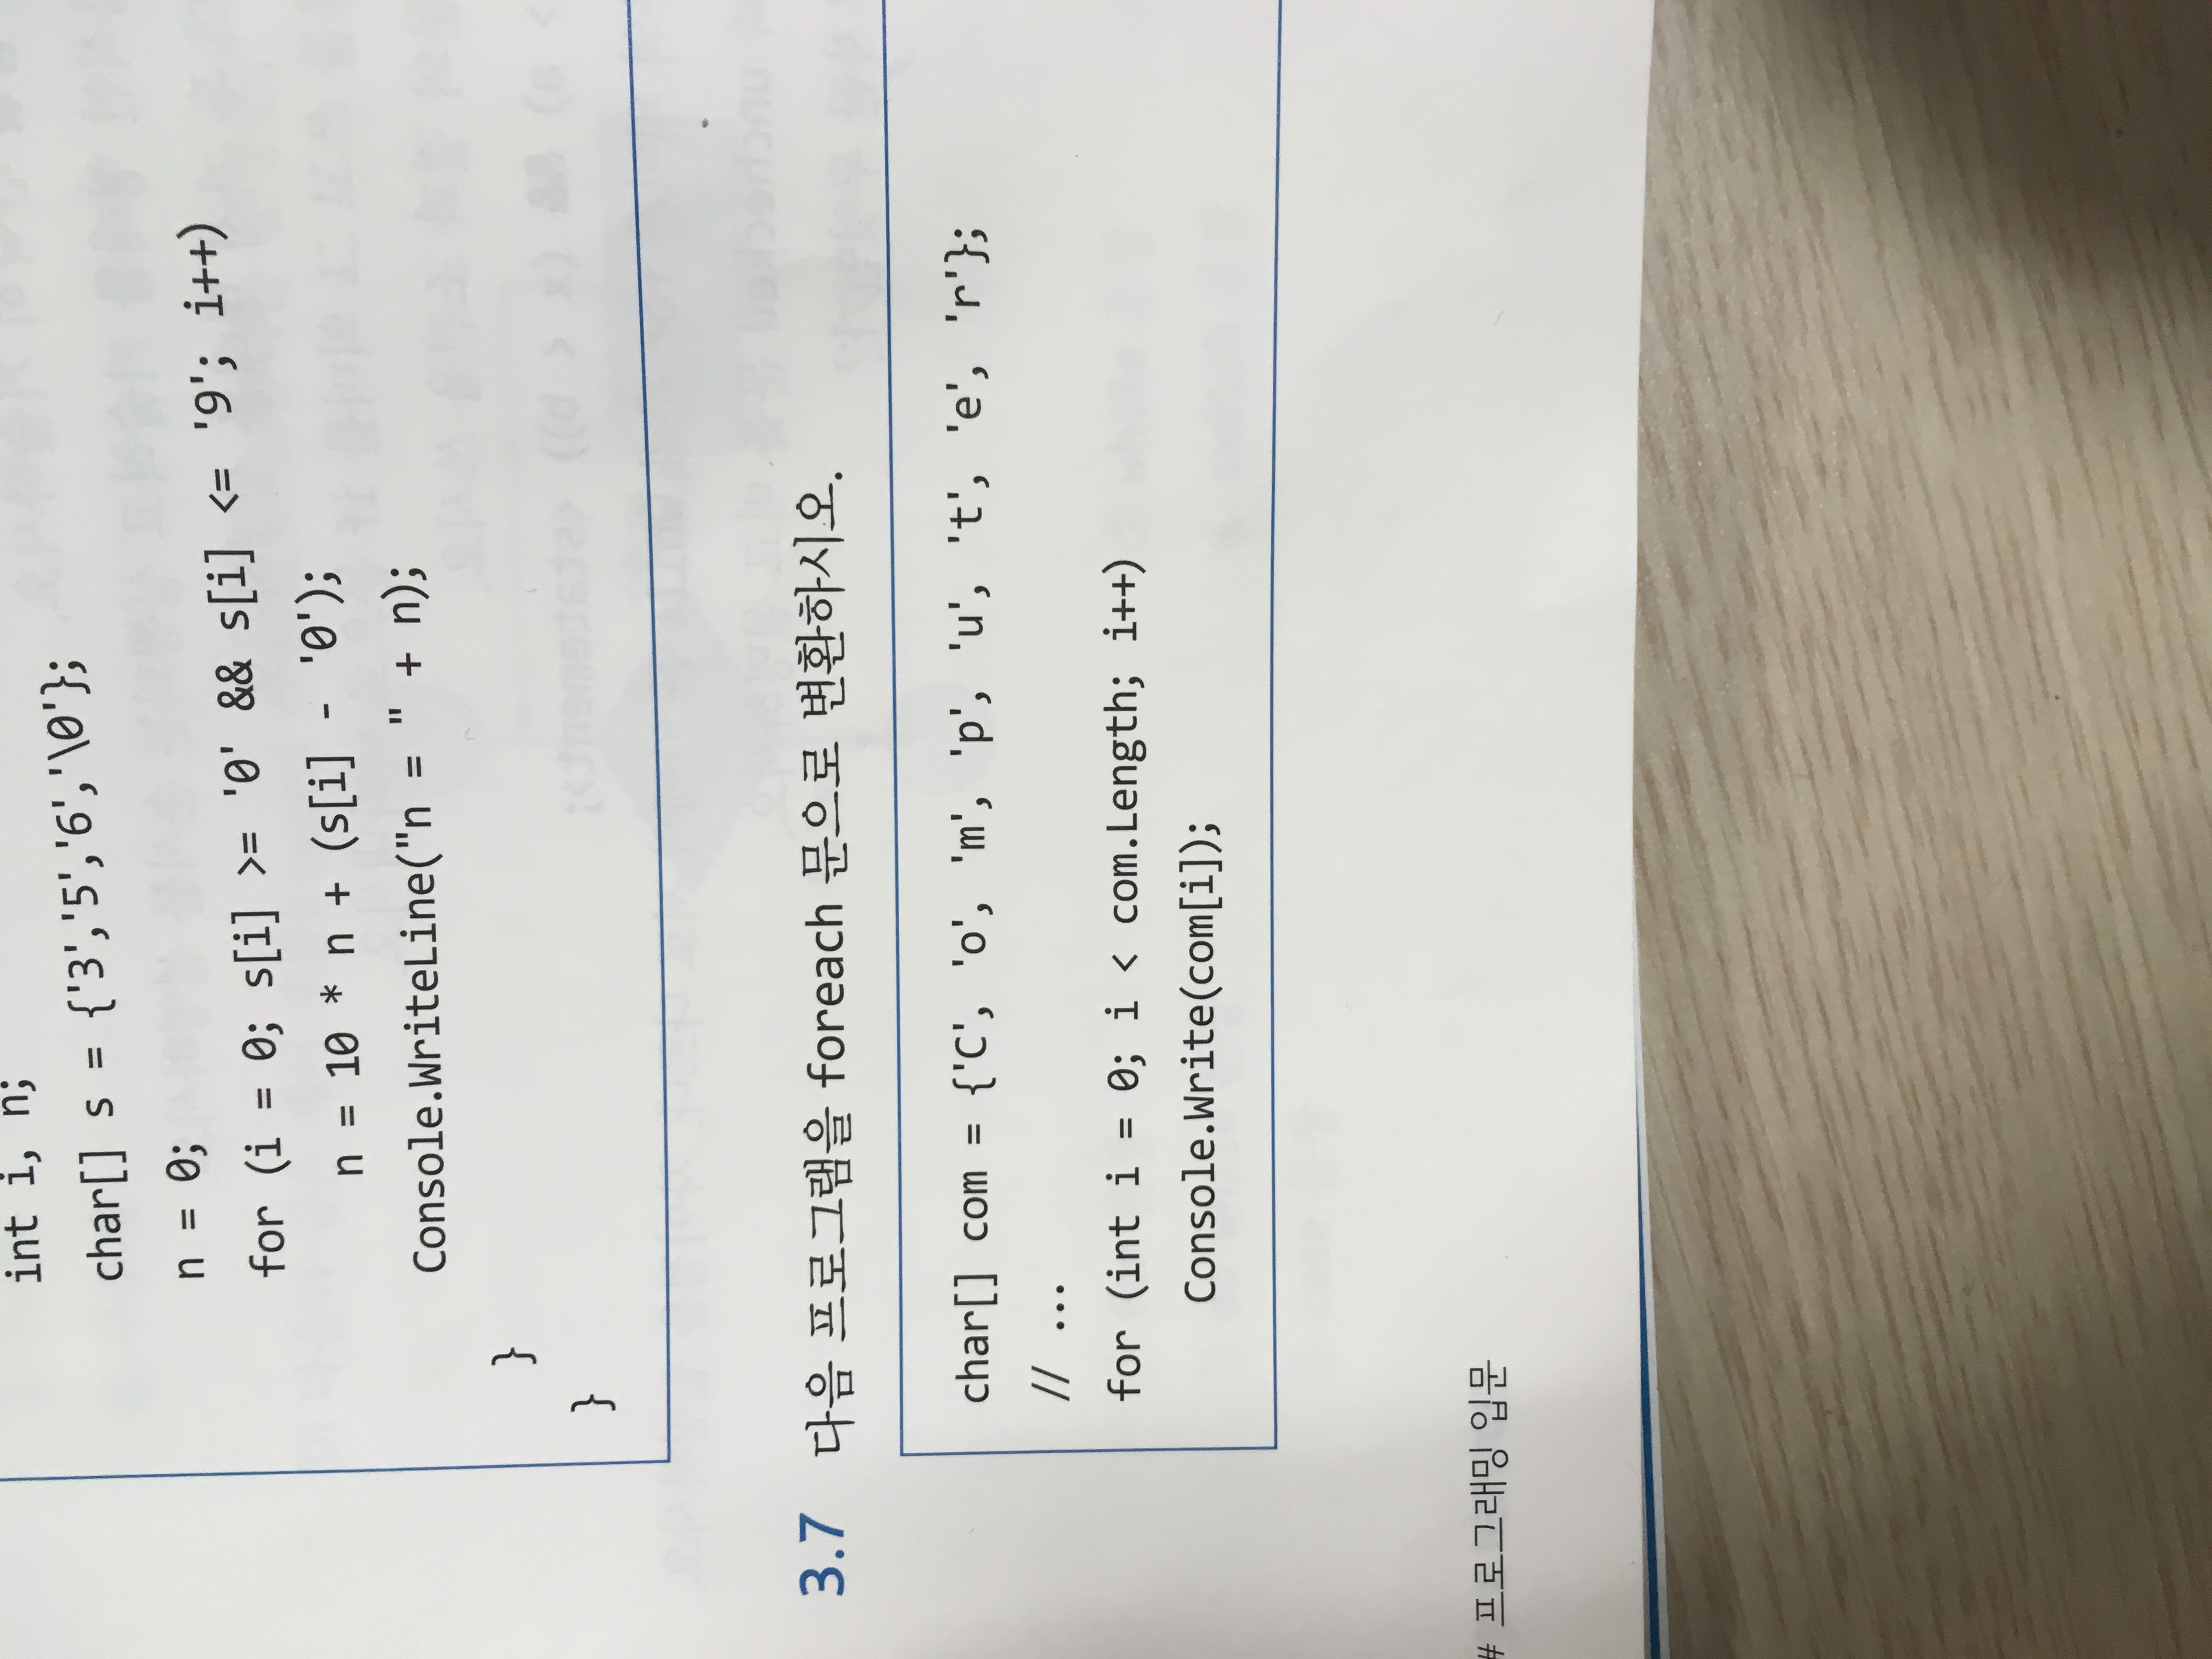 int i, n;
char[] s = {'3','5','6','\0'};
n = 0;
for (i = 0; s[i] >= '0' && s[i] <= '9'; i++)
n = 10 * n + (s[i] - '0');
Console.WriteLine("n = " + n);
}
}
3.7 다음 프로그램을 foreach 문으로 변환하시오.
char[] com = {'C', 'o', 'm', 'p', 'u', 't', 'e', 'r'};
// ...
for (int i = 0; i < com.Length; i++)
Console.Write(com[i]);
# 프로그래밍 입문